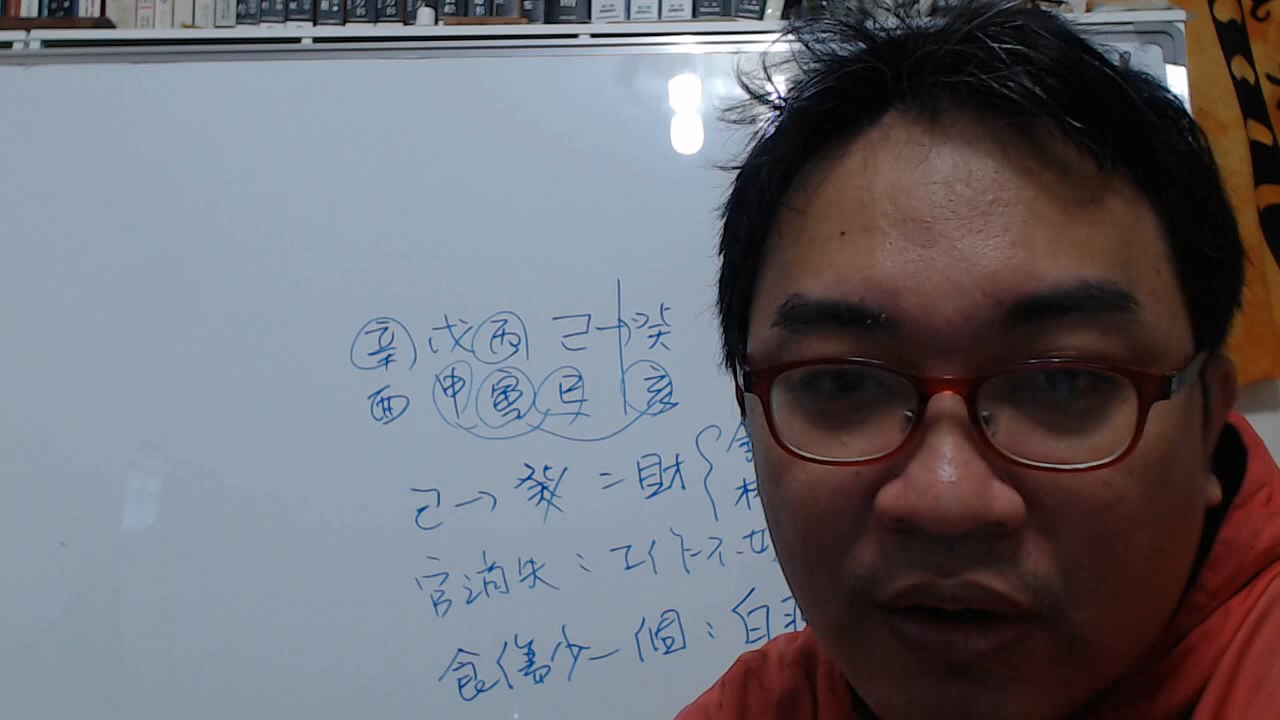 辛戊丙己→癸
酉申寅巳亥
己→癸=財
官消失:工作不
食傷少一個:自